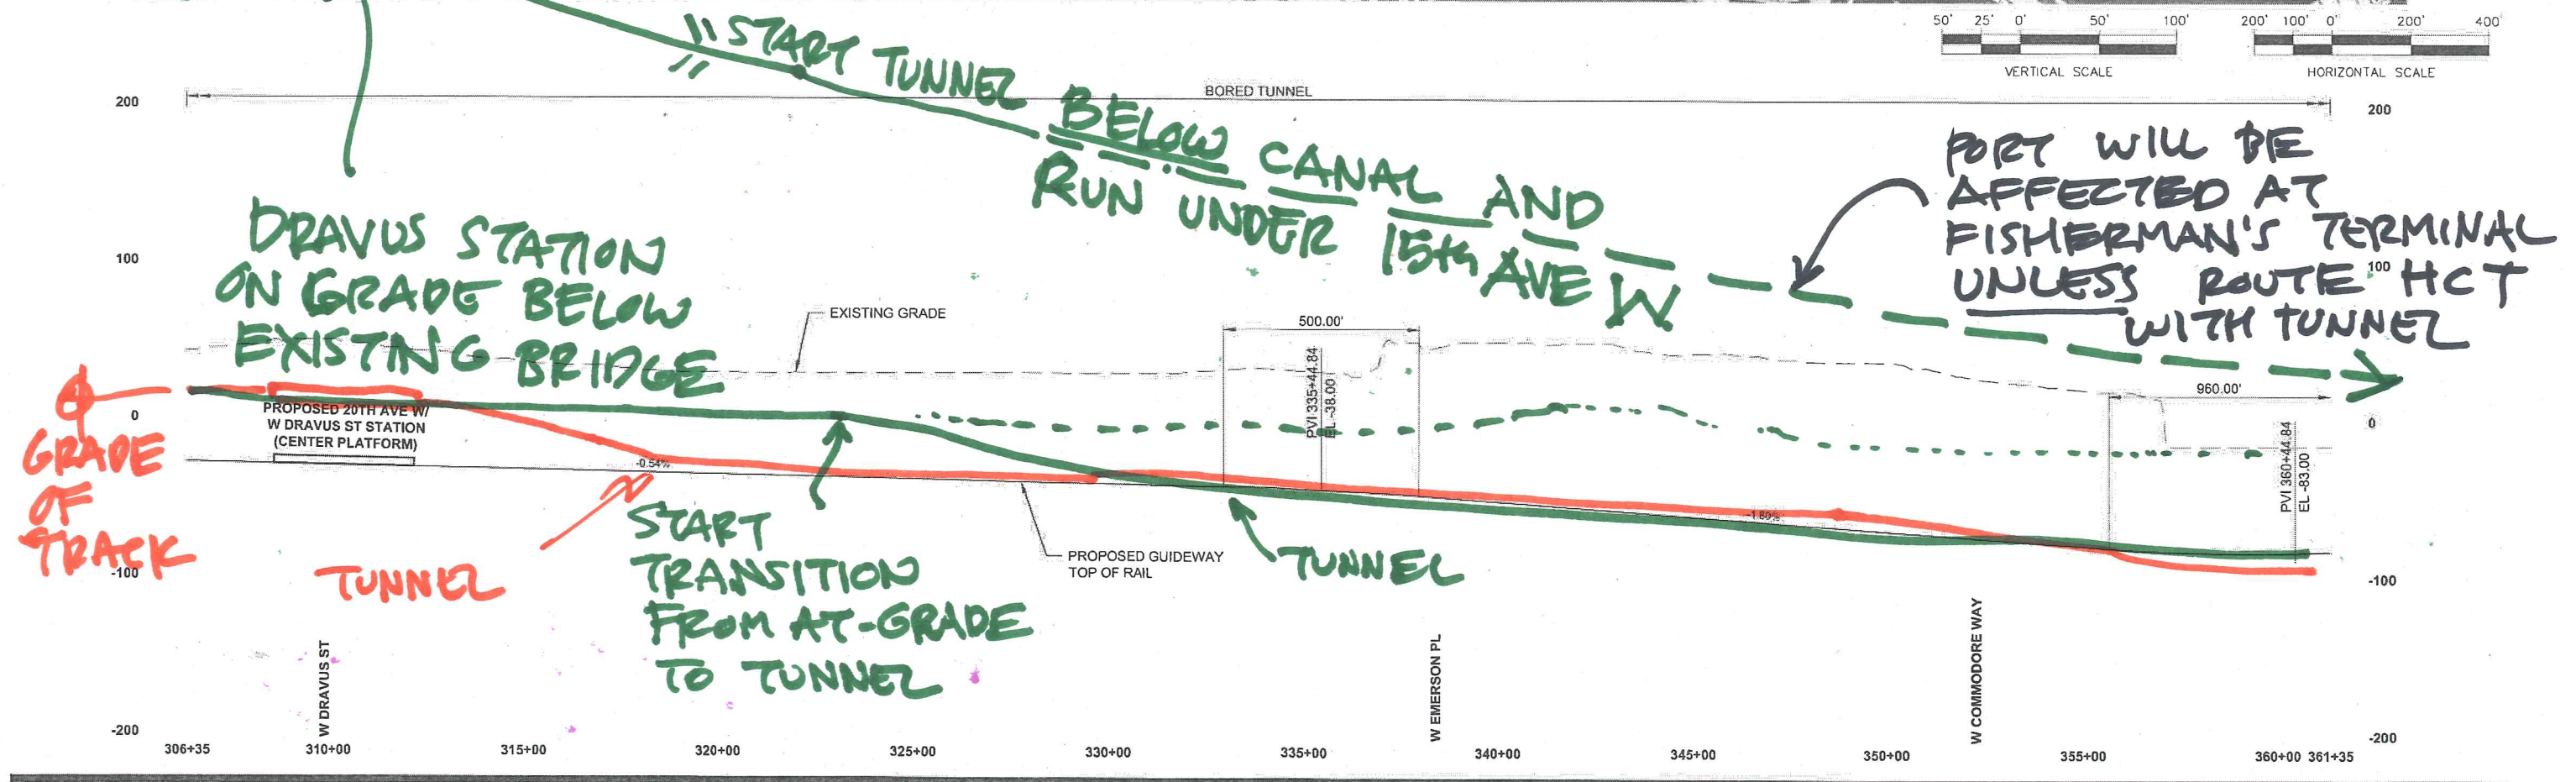 50' 25' 0' 50' 100'
VERTICAL SCALE
200' 100' 0' 200' 400'
HORIZONTAL SCALE
"START TUNNEL BELOW CANAL AND
RUN UNDER 15th AVE W
BORED TUNNEL
200
200
PORT WILL BE
AFFECTED AT
FISHERMAN'S TERMINAL
UNLESS ROUTE HCT
WITH TUNNEL
DRAVUS STATION
ON GRADE BELOW
EXISTING BRIDGE
100
100
EXISTING GRADE
500.00'
PVI 335+44.84
EL -38.00
960.00'
PVI 360+44.84
EL -83.00
0
0
PROPOSED 20TH AVE W/
W DRAVUS ST STATION
(CENTER PLATFORM)
GRADE
OF
TRACK
-0.54%
-1.80%
TUNNEL
START
TRANSITION
FROM AT-GRADE
TO TUNNEL
PROPOSED GUIDEWAY
TOP OF RAIL
TUNNEL
-100
-100
W DRAVUS ST
W EMERSON PL
W COMMODORE WAY
-200
-200
306+35 310+00 315+00 320+00 325+00 330+00 335+00 340+00 345+00 350+00 355+00 360+00 361+35